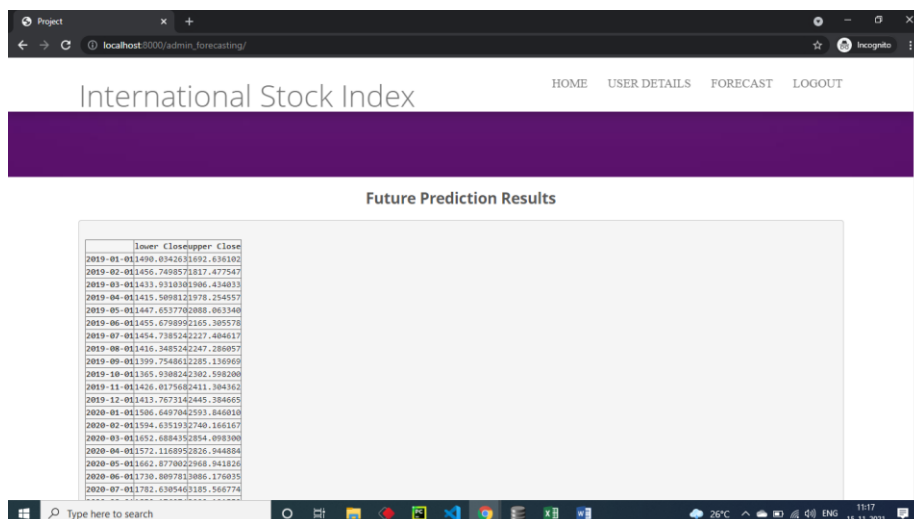 Project
localhost:8000/admin_forecasting/
Incognito
International Stock Index
HOME USER DETAILS FORECAST LOGOUT
Future Prediction Results
lower Close upper Close
2019-01-01 1490.034263 1692.636102
2019-02-01 1456.749857 1817.477547
2019-03-01 1433.931030 1906.434033
2019-04-01 1415.509812 1978.254557
2019-05-01 1447.653770 2088.063340
2019-06-01 1455.679899 2165.305578
2019-07-01 1454.738524 2227.404617
2019-08-01 1416.348524 2247.286057
2019-09-01 1399.754861 2285.136969
2019-10-01 1365.930824 2302.598200
2019-11-01 1426.017568 2411.304362
2019-12-01 1413.767314 2445.384665
2020-01-01 1506.649704 2593.846010
2020-02-01 1594.635193 2740.166167
2020-03-01 1652.688435 2854.098300
2020-04-01 1572.116895 2826.944884
2020-05-01 1662.877002 2968.941826
2020-06-01 1730.809781 3086.176035
2020-07-01 1782.630546 3185.566774
Type here to search
26°C ENG 11:17
15-11-2021